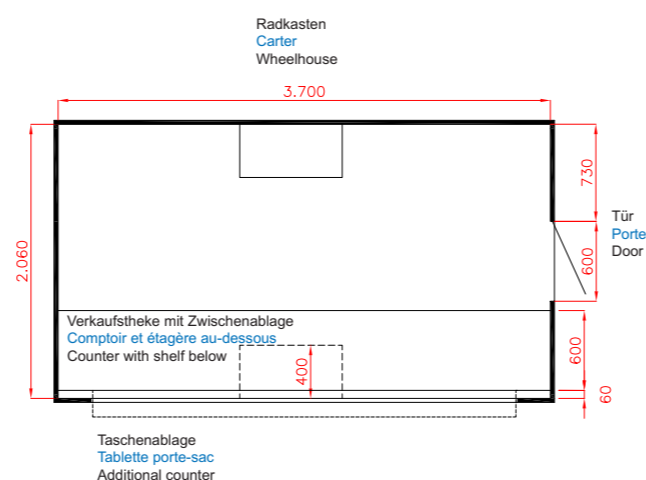 Radkasten
Carter
Wheelhouse
3.700
730
2.060
Tür
Porte
Door
600
Verkaufstheke mit Zwischenablage
Comptoir et étagère au-dessous
Counter with shelf below
400
600
60
Taschenablage
Tablette porte-sac
Additional counter